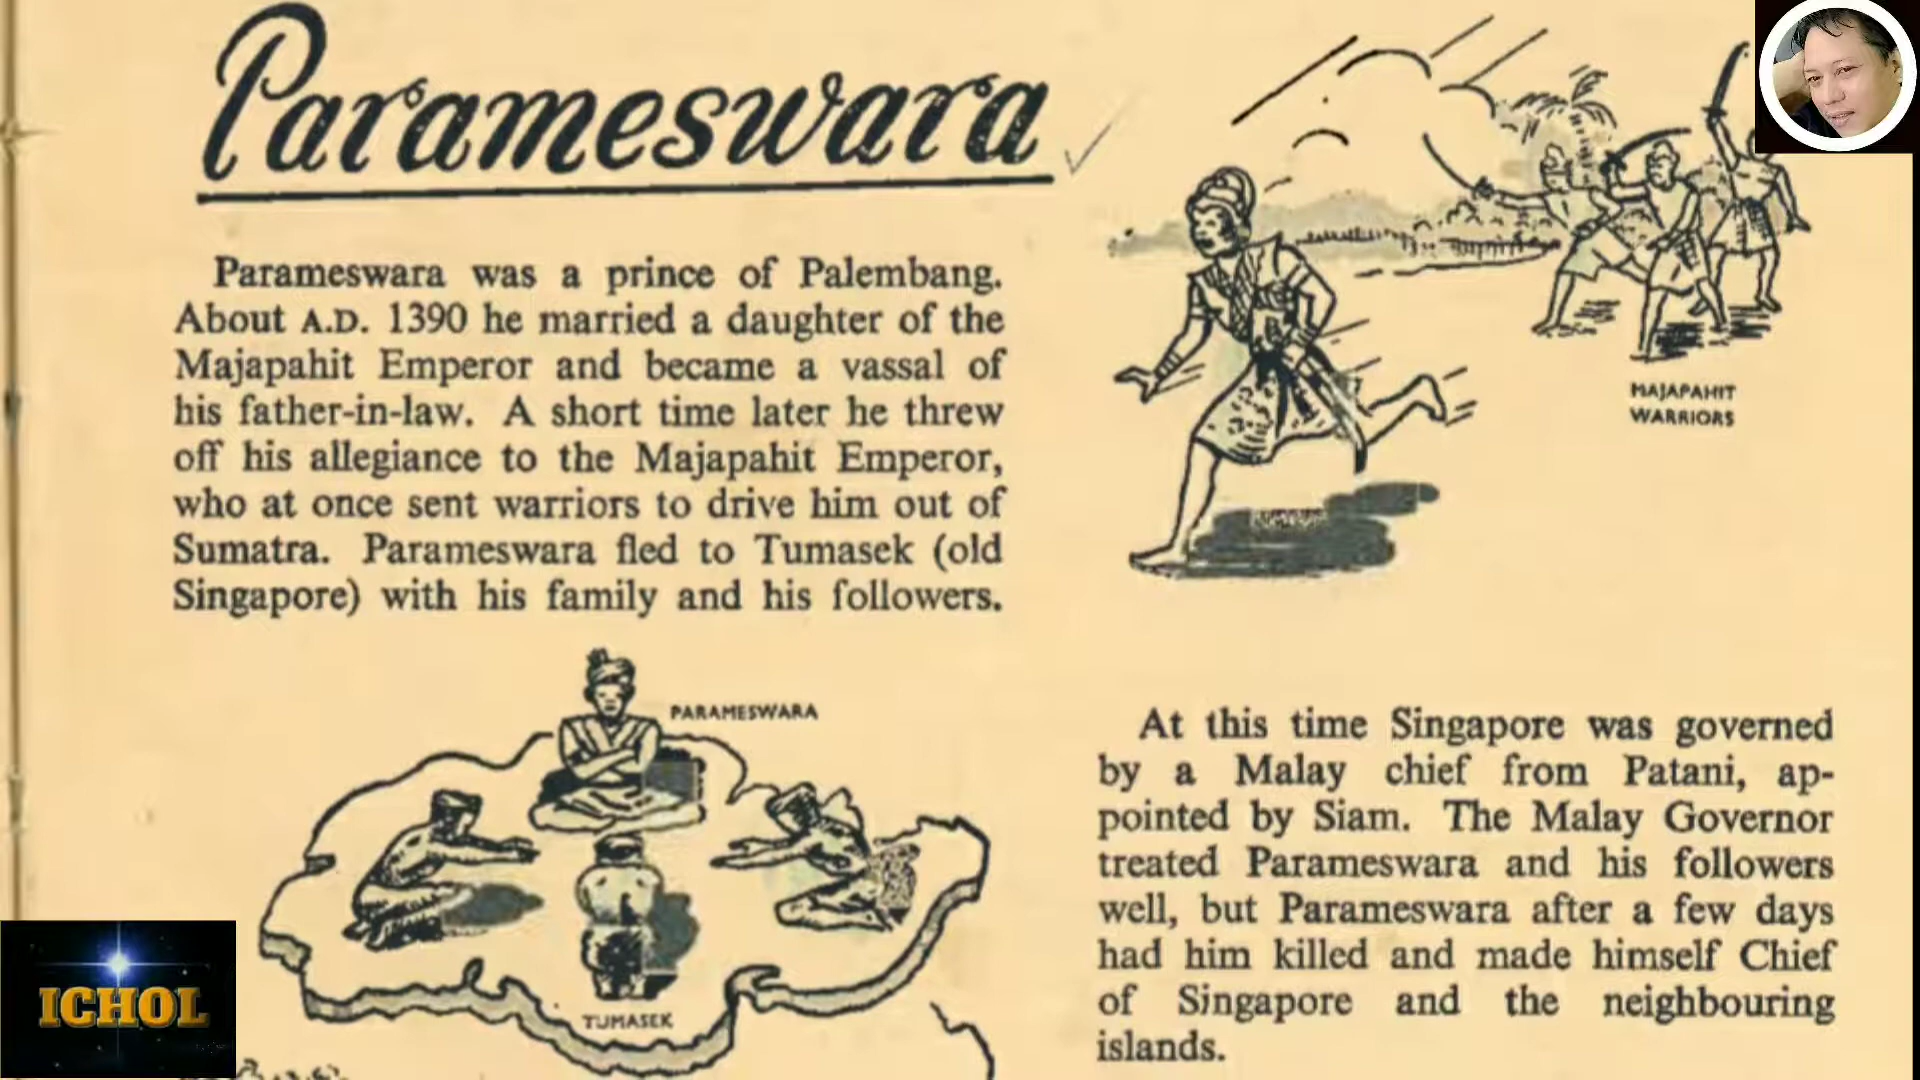 Parameswara
Parameswara was a prince of Palembang.
About A.D. 1390 he married a daughter of the
Majapahit Emperor and became a vassal of
his father-in-law. A short time later he threw
off his allegiance to the Majapahit Emperor,
who at once sent warriors to drive him out of
Sumatra. Parameswara fled to Tumasek (old
Singapore) with his family and his followers.
MAJAPAHIT
WARRIORS
PARAMESWARA
TUMASEK
At this time Singapore was governed
by a Malay chief from Patani, ap-
pointed by Siam. The Malay Governor
treated Parameswara and his followers
well, but Parameswara after a few days
had him killed and made himself Chief
of Singapore and the neighbouring
islands.
ICHOL